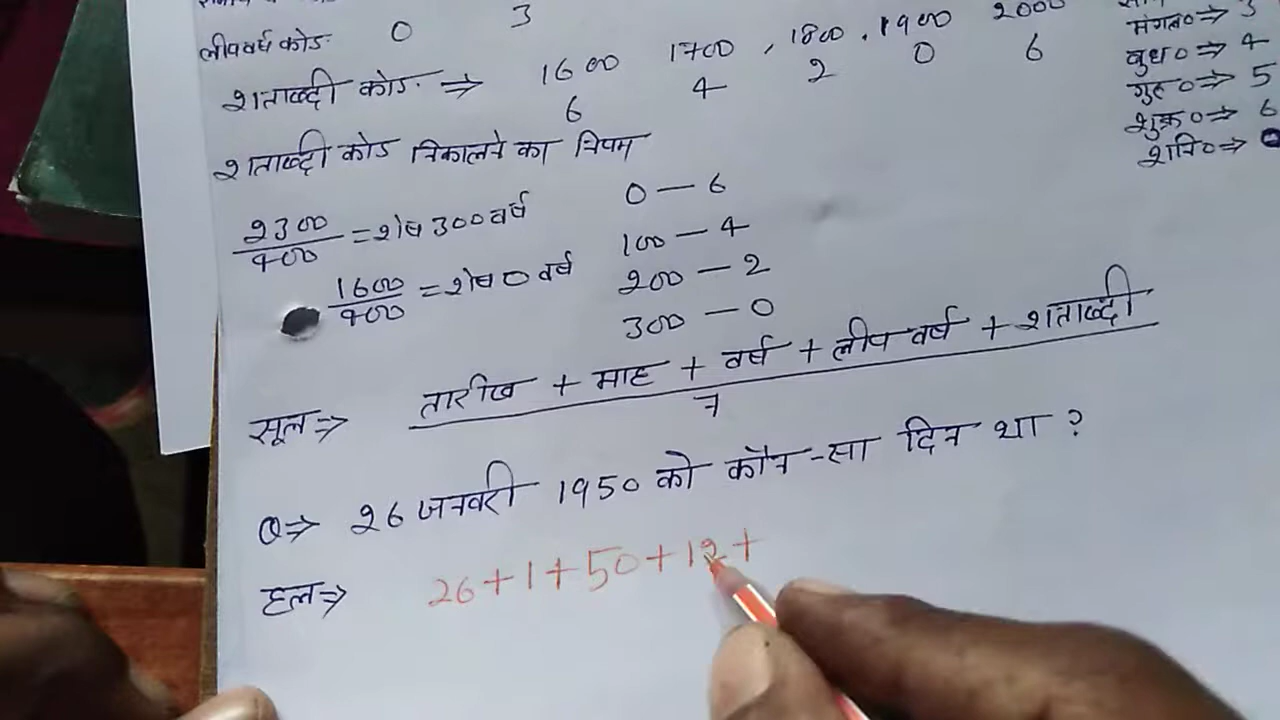 लीपवर्ष कोड 0 3
शताब्दी कोड ⇒ 1600 1700, 1800, 1900 2000
6 4 2 0 6
मंगल० ⇒ 3
बुध० ⇒ 4
गुरु० ⇒ 5
शुक्र० ⇒ 6
शनि० ⇒ 0
शताब्दी कोड निकालने का नियम
2300/400 = शेष 300 वर्ष
1600/400 = शेष 0 वर्ष
0 — 6
100 — 4
200 — 2
300 — 0
सूत्र ⇒ तारीख + माह + वर्ष + लीप वर्ष + शताब्दी
7
Q ⇒ 26 जनवरी 1950 को कौन-सा दिन था ?
हल ⇒ 26+1+50+12+